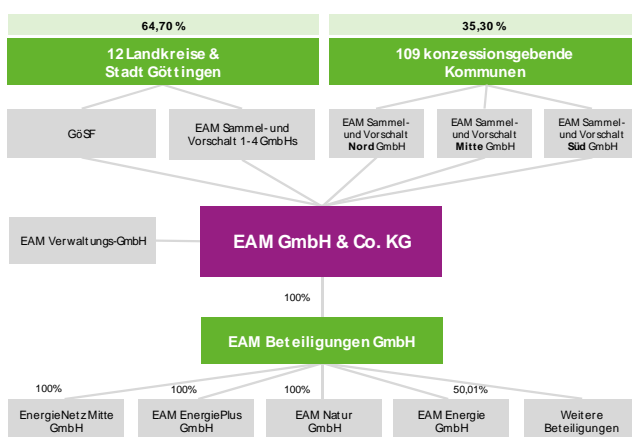 64,70 %
35,30 %
12 Landkreise &
Stadt Göttingen
109 konzessionsgebende
Kommunen
GöSF
EAM Sammel- und
Vorschalt 1-4 GmbHs
EAM Sammel-
und Vorschalt
Nord GmbH
EAM Sammel-
und Vorschalt
Mitte GmbH
EAM Sammel-
und Vorschalt
Süd GmbH
EAM Verwaltungs-GmbH
EAM GmbH & Co. KG
100%
EAM Beteiligungen GmbH
100%
100%
100%
50,01%
EnergieNetz Mitte
GmbH
EAM EnergiePlus
GmbH
EAM Natur
GmbH
EAM Energie
GmbH
Weitere
Beteiligungen